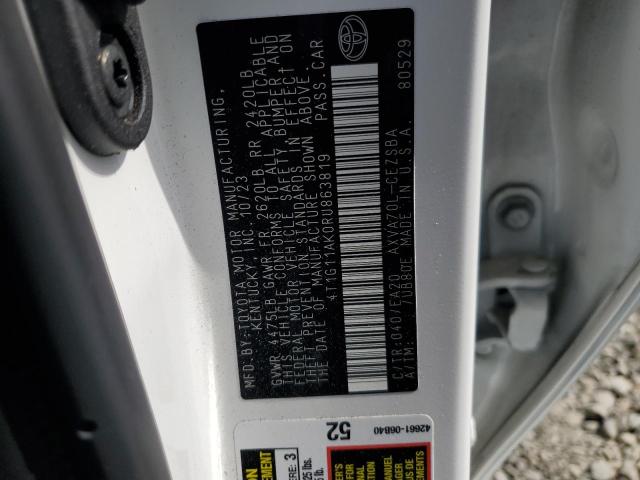 MFD.BY:TOYOTA MOTOR MANUFACTURING,
KENTUCKY, INC. 10/23
GVWR 4475LB GAWR FR 2620LB RR 2420LB
THIS VEHICLE CONFORMS TO ALL APPLICABLE
FEDERAL MOTOR VEHICLE SAFETY, BUMPER, AND
THEFT PREVENTION STANDARDS IN EFFECT ON
THE DATE OF MANUFACTURE SHOWN ABOVE.
4T1G11AK0RU863819 PASS.CAR
C/TR:040/EA20 AXVA70L-CEZSBA
A/TM: /UB80E MADE IN U.S.A. 80529
52
42661-06B40
3